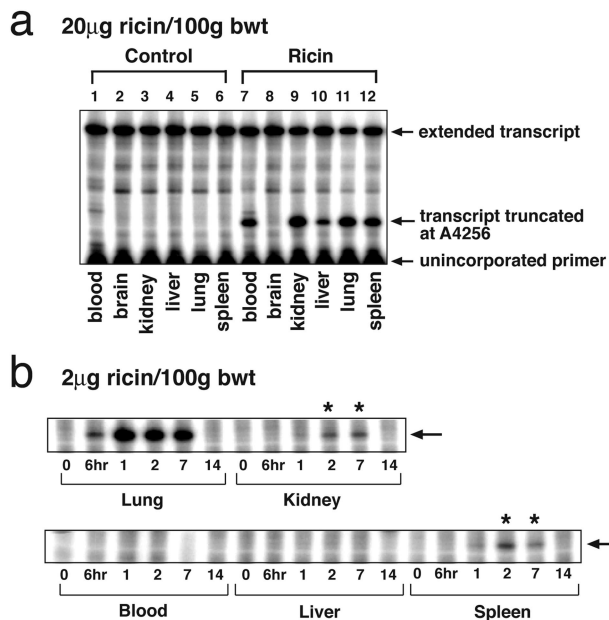 a 20μg ricin/100g bwt
Control Ricin
1 2 3 4 5 6 7 8 9 10 11 12
extended transcript
transcript truncated
at A4256
unincorporated primer
blood brain kidney liver lung spleen blood brain kidney liver lung spleen
b 2μg ricin/100g bwt
* *
0 6hr 1 2 7 14 0 6hr 1 2 7 14
Lung Kidney
* *
0 6hr 1 2 7 14 0 6hr 1 2 7 14 0 6hr 1 2 7 14
Blood Liver Spleen